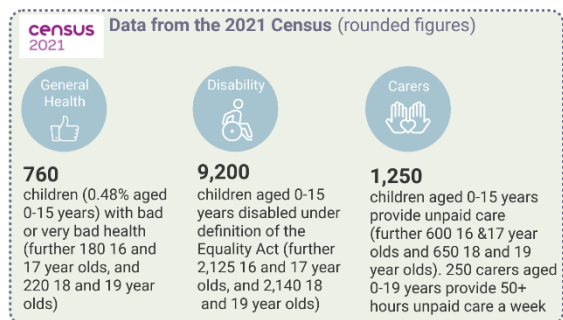 census
2021
Data from the 2021 Census (rounded figures)
General
Health
Disability
Carers
760
children (0.48% aged
0-15 years) with bad
or very bad health
(further 180 16 and
17 year olds, and
220 18 and 19 year
olds)
9,200
children aged 0-15
years disabled under
definition of the
Equality Act (further
2,125 16 and 17 year
olds, and 2,140 18
and 19 year olds)
1,250
children aged 0-15 years
provide unpaid care
(further 600 16 &17 year
olds and 650 18 and 19
year olds). 250 carers aged
0-19 years provide 50+
hours unpaid care a week